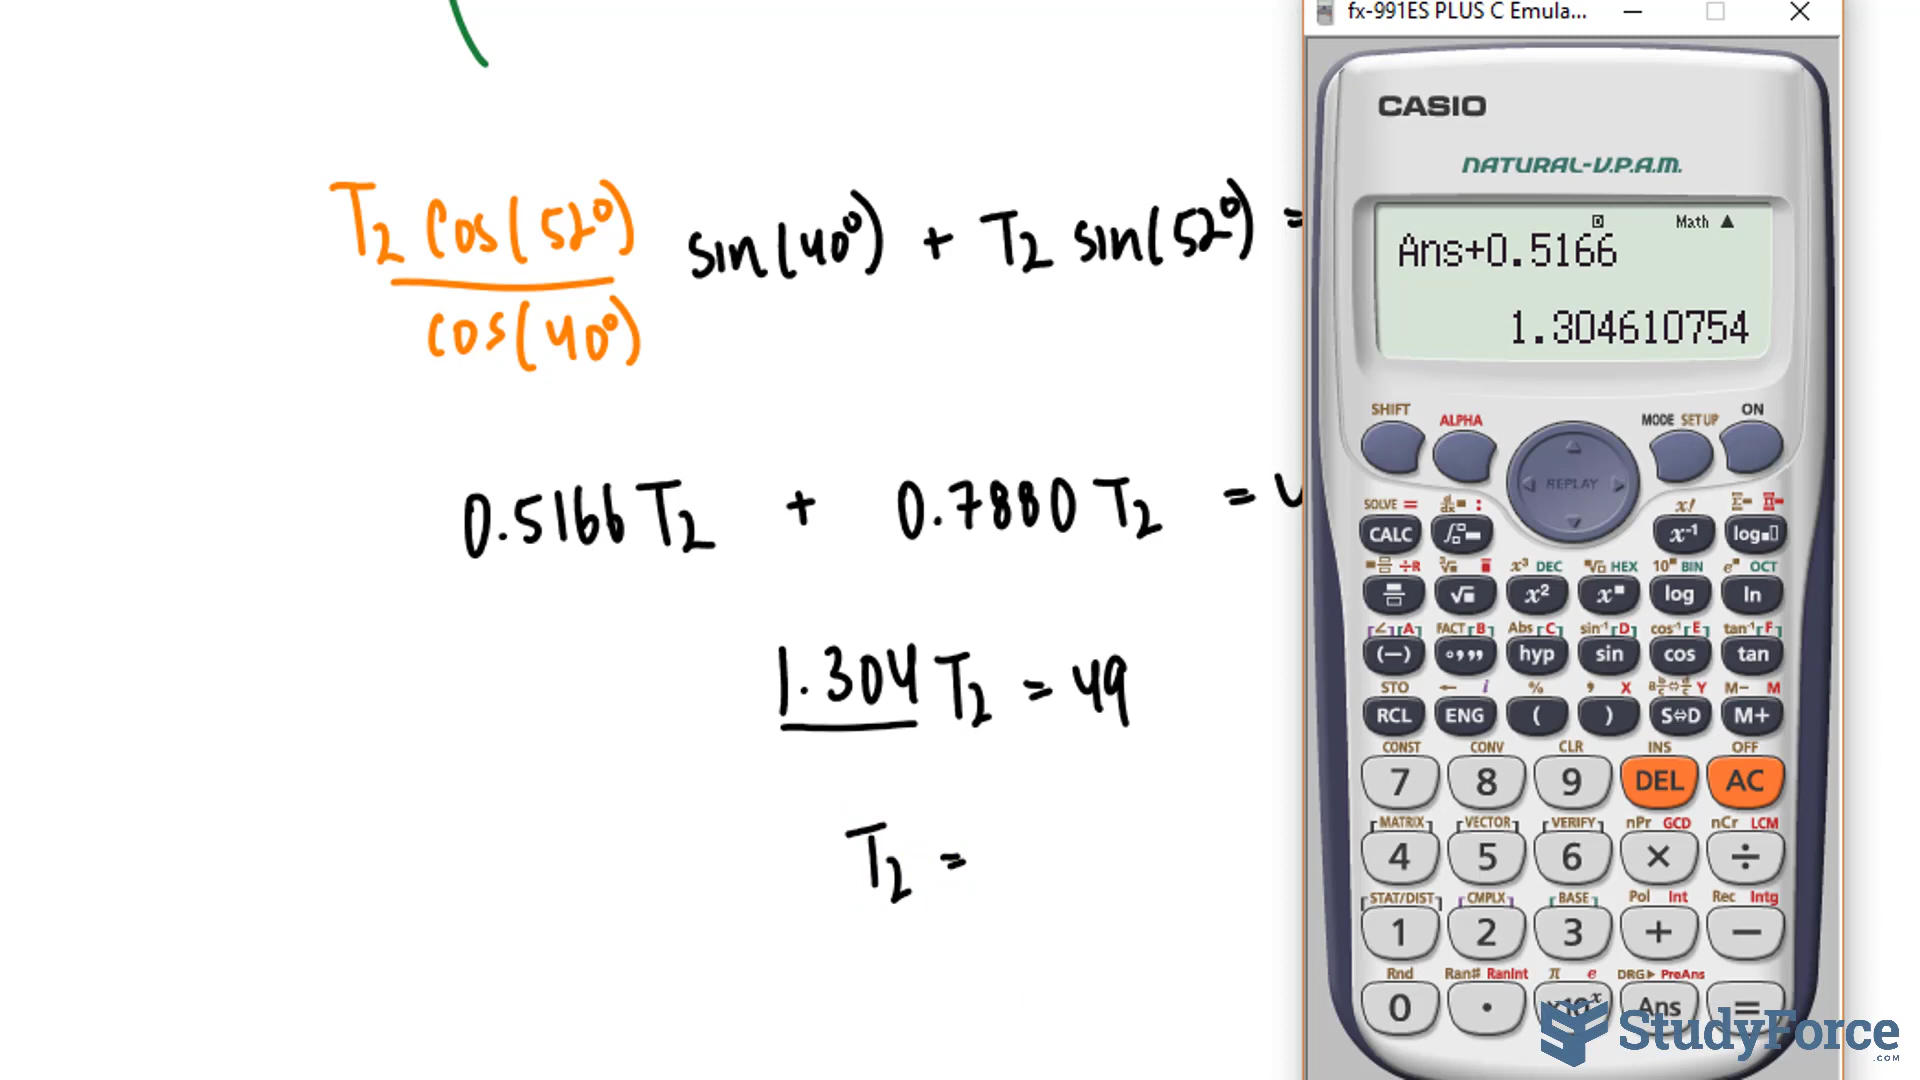 fx-991ES PLUS C Emula...
CASIO
NATURAL-V.P.A.M.
T2 cos(52°) sin(40°) + T2 sin(52°) =
cos(40°)
D Math ▲
Ans+0.5166
1.304610754
SHIFT ALPHA MODE SETUP ON
REPLAY
0.5166 T2 + 0.7880 T2 =
SOLVE = : x!
CALC x⁻¹ log
÷R x³ DEC HEX 10 BIN e OCT
x² log ln
1.304 T2 = 49
∠ A FACT B Abs C sin⁻¹ D cos⁻¹ E tan⁻¹ F
(−) °,,, hyp sin cos tan
STO ← i % , X Y M− M
RCL ENG ( ) S⇔D M+
CONST CONV CLR INS OFF
7 8 9 DEL AC
T2 =
MATRIX VECTOR VERIFY nPr GCD nCr LCM
4 5 6 × ÷
STAT/DIST CMPLX BASE Pol Int Rec Intg
1 2 3 + −
Rnd Ran# RanInt π e DRG▶ PreAns
0 . ×10ˣ Ans =
StudyForce
.COM